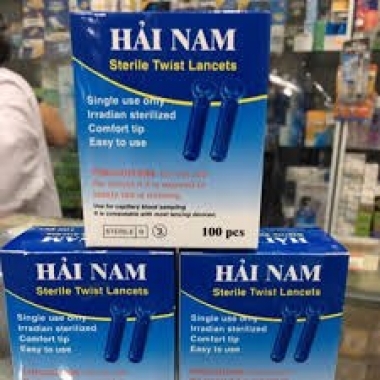 HẢI NAM
Sterile Twist Lancets
Single use only
Irradian sterilized
Comfort tip
Easy to use
Use for capillary blood sampling
It is compatable with most lancing devices.
STERILE R
2
100 pcs
HẢI NAM
Sterile Twist Lancets
Single use only
Irradian sterilized
Comfort tip
Easy to use
HẢI NAM
Sterile Twist Lancets
Single use only
Irradian sterilized
Comfort tip
Easy to use